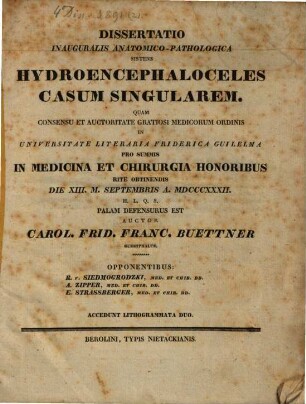 DISSERTATIO
INAUGURALIS ANATOMICO-PATHOLOGICA
SISTENS
HYDROENCEPHALOCELES
CASUM SINGULAREM.
QUAM
CONSENSU ET AUCTORITATE GRATIOSI MEDICORUM ORDINIS
IN
UNIVERSITATE LITERARIA FRIDERICA GUILELMA
PRO SUMMIS
IN MEDICINA ET CHIRURGIA HONORIBUS
RITE OBTINENDIS
DIE XIII. M. SEPTEMBRIS A. MDCCCXXXII.
H. L. Q. S.
PALAM DEFENSURUS EST
AUCTOR
CAROL. FRID. FRANC. BUETTNER
OPPONENTIBUS:
R. v. SIEDMOGRODZKI, MED. ET CHIR. DD.
A. ZIPPER, MED. ET CHIR. DD.
E. STRASSBERGER, MED. ET CHIR. DD.
ACCEDUNT LITHOGRAMMATA DUO.
BEROLINI, TYPIS NIETACKIANIS.